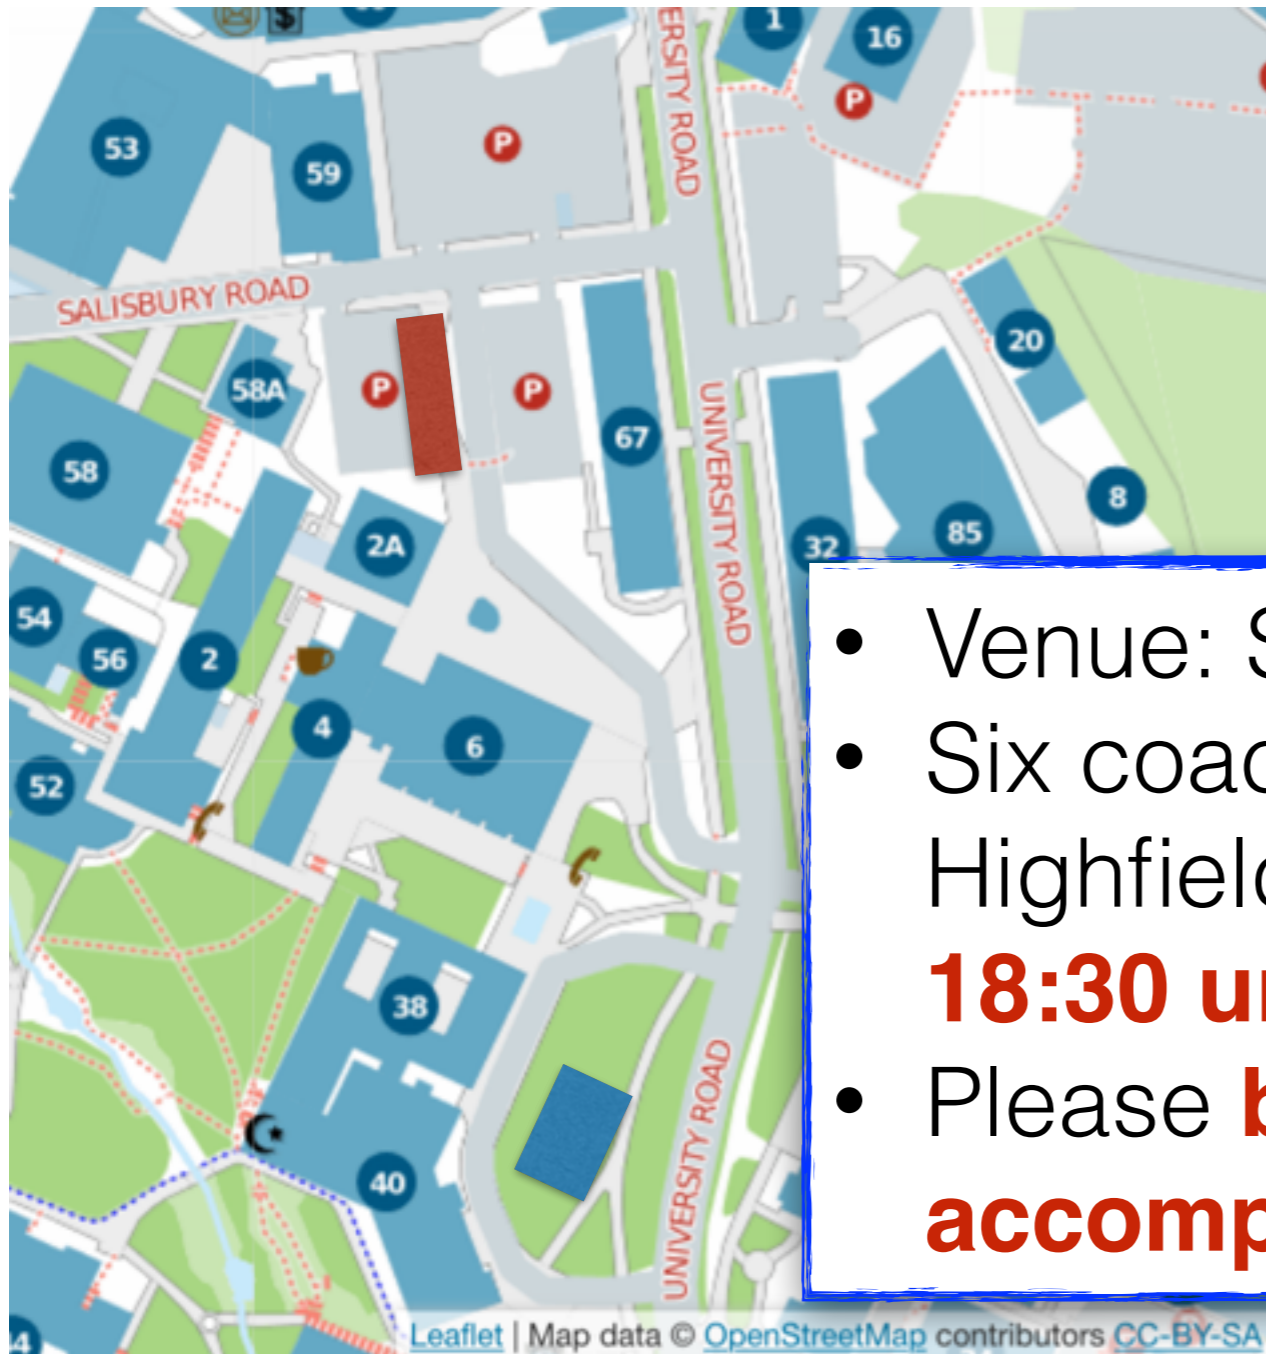 1
16
P
53
59
P
ERSITY ROAD
SALISBURY ROAD
20
58A
P
P
67
UNIVERSITY ROAD
58
8
2A
32
85
54
56
2
4
6
52
38
40
UNIVERSITY ROAD
• Venue: S
• Six coac
Highfield
18:30 u
• Please b
accomp
Leaflet | Map data © OpenStreetMap contributors CC-BY-SA